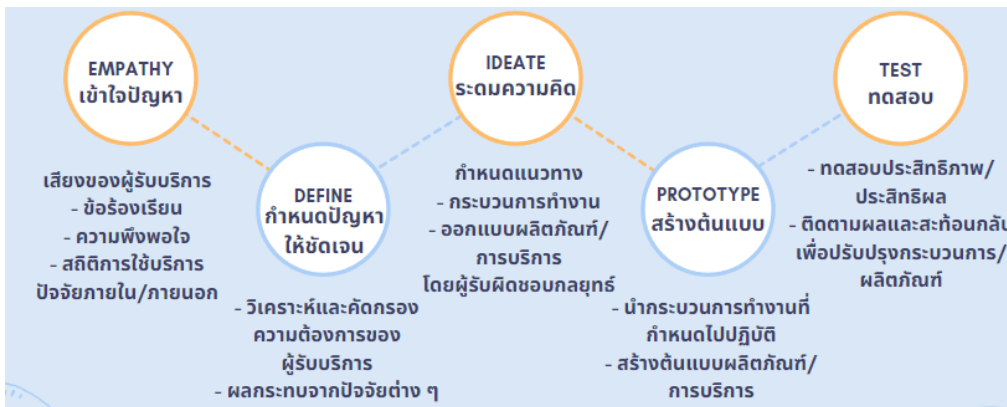 EMPATHY
เข้าใจปัญหา
เสียงของผู้รับบริการ
- ข้อร้องเรียน
- ความพึงพอใจ
- สถิติการใช้บริการ
ปัจจัยภายใน/ภายนอก
DEFINE
กำหนดปัญหา
ให้ชัดเจน
- วิเคราะห์และคัดกรอง
ความต้องการของ
ผู้รับบริการ
- ผลกระทบจากปัจจัยต่าง ๆ
IDEATE
ระดมความคิด
กำหนดแนวทาง
- กระบวนการทำงาน
- ออกแบบผลิตภัณฑ์/
การบริการ
โดยผู้รับผิดชอบกลยุทธ์
PROTOTYPE
สร้างต้นแบบ
- นำกระบวนการทำงานที่
กำหนดไปปฏิบัติ
- สร้างต้นแบบผลิตภัณฑ์/
การบริการ
TEST
ทดสอบ
- ทดสอบประสิทธิภาพ/
ประสิทธิผล
- ติดตามผลและสะท้อนกลับ
เพื่อปรับปรุงกระบวนการ/
ผลิตภัณฑ์